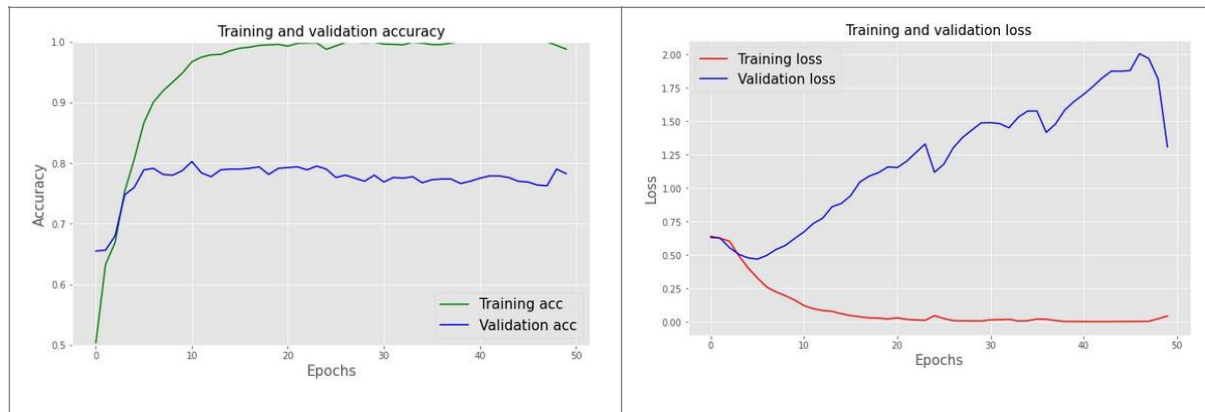 Training and validation accuracy
1.0
0.9
0.8
0.7
0.6
0.5
Accuracy
Training acc
Validation acc
0 10 20 30 40 50
Epochs
Training and validation loss
2.00
1.75
1.50
1.25
1.00
0.75
0.50
0.25
0.00
Loss
Training loss
Validation loss
0 10 20 30 40 50
Epochs